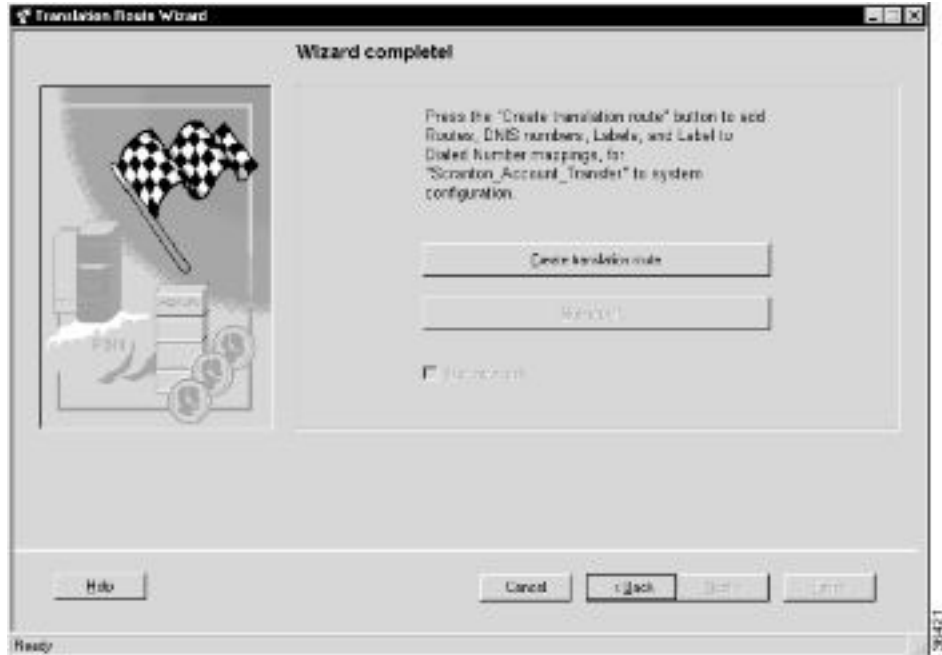 Translation Route Wizard
Wizard complete!
Press the "Create translation route" button to add
Routes, DNIS numbers, Labels, and Label to
Dialed Number mappings, for
"Scranton_Account_Transfer" to system
configuration.
Create translation route
Help
Cancel
< Back
Ready